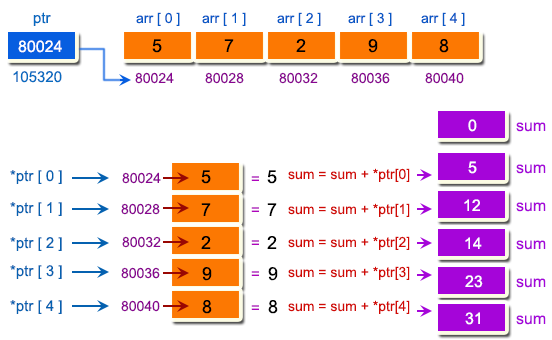 ptr arr [ 0 ] arr [ 1 ] arr [ 2 ] arr [ 3 ] arr [ 4 ]
80024 5 7 2 9 8
105320 80024 80028 80032 80036 80040
0 sum
*ptr [ 0 ] 80024 5 = 5 sum = sum + *ptr[0] 5 sum
*ptr [ 1 ] 80028 7 = 7 sum = sum + *ptr[1] 12 sum
*ptr [ 2 ] 80032 2 = 2 sum = sum + *ptr[2] 14 sum
*ptr [ 3 ] 80036 9 = 9 sum = sum + *ptr[3] 23 sum
*ptr [ 4 ] 80040 8 = 8 sum = sum + *ptr[4] 31 sum